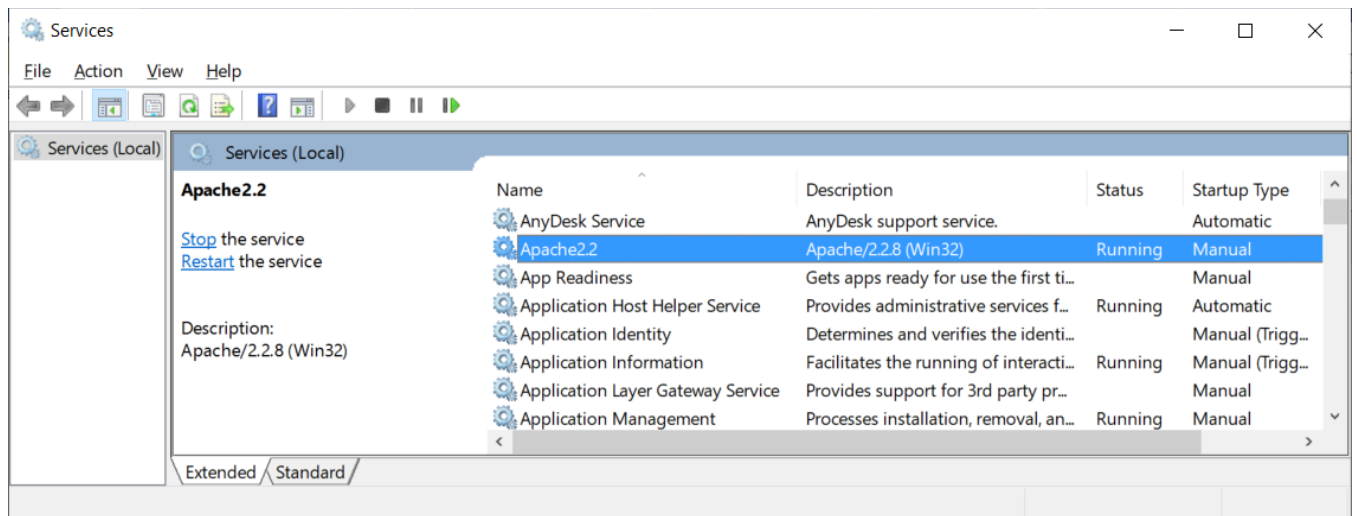 Services
File Action View Help
Services (Local)
Services (Local)
Apache2.2
Stop the service
Restart the service
Description:
Apache/2.2.8 (Win32)
Name Description Status Startup Type
AnyDesk Service AnyDesk support service. Automatic
Apache2.2 Apache/2.2.8 (Win32) Running Manual
App Readiness Gets apps ready for use the first ti... Manual
Application Host Helper Service Provides administrative services f... Running Automatic
Application Identity Determines and verifies the identi... Manual (Trigg...
Application Information Facilitates the running of interacti... Running Manual (Trigg...
Application Layer Gateway Service Provides support for 3rd party pr... Manual
Application Management Processes installation, removal, an... Running Manual
Extended Standard